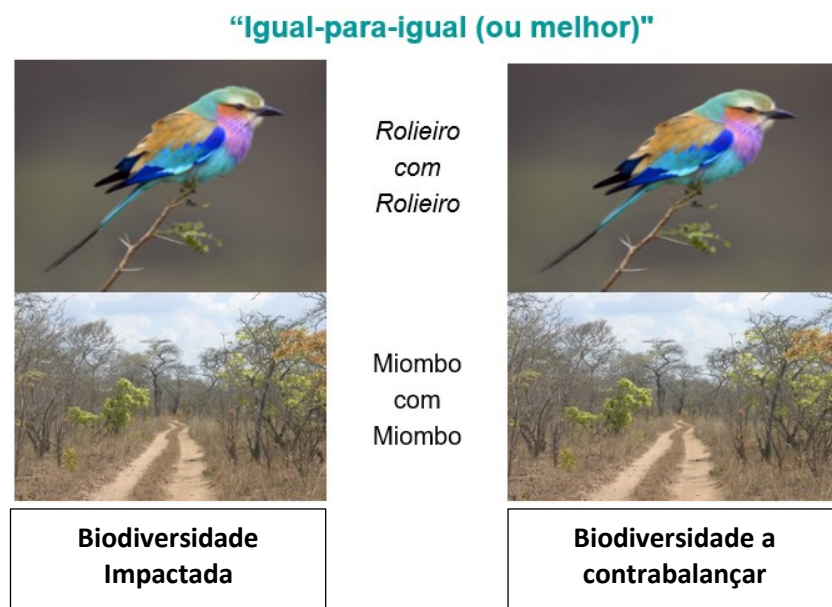 “Igual-para-igual (ou melhor)"
Rolieiro
com
Rolieiro
Miombo
com
Miombo
Biodiversidade
Impactada
Biodiversidade a
contrabalançar